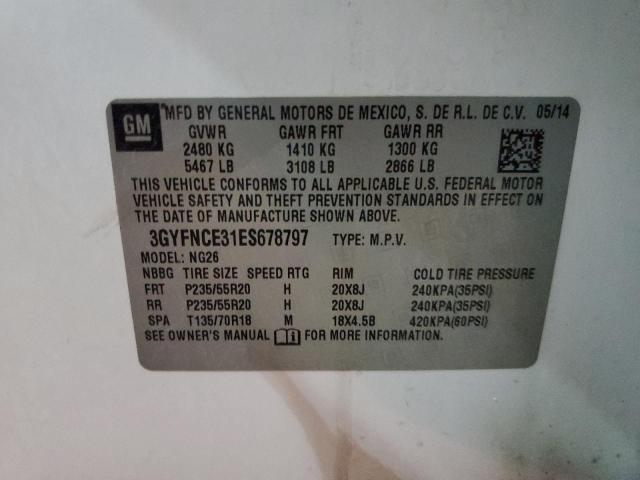 GM
MFD BY GENERAL MOTORS DE MEXICO, S. DE R.L. DE C.V. 05/14
GVWR GAWR FRT GAWR RR
2480 KG 1410 KG 1300 KG
5467 LB 3108 LB 2866 LB
THIS VEHICLE CONFORMS TO ALL APPLICABLE U.S. FEDERAL MOTOR
VEHICLE SAFETY AND THEFT PREVENTION STANDARDS IN EFFECT ON
THE DATE OF MANUFACTURE SHOWN ABOVE.
3GYFNCE31ES678797 TYPE: M.P.V.
MODEL: NG26
NBBG TIRE SIZE SPEED RTG RIM COLD TIRE PRESSURE
FRT P235/55R20 H 20X8J 240KPA(35PSI)
RR P235/55R20 H 20X8J 240KPA(35PSI)
SPA T135/70R18 M 18X4.5B 420KPA(60PSI)
SEE OWNER'S MANUAL FOR MORE INFORMATION.